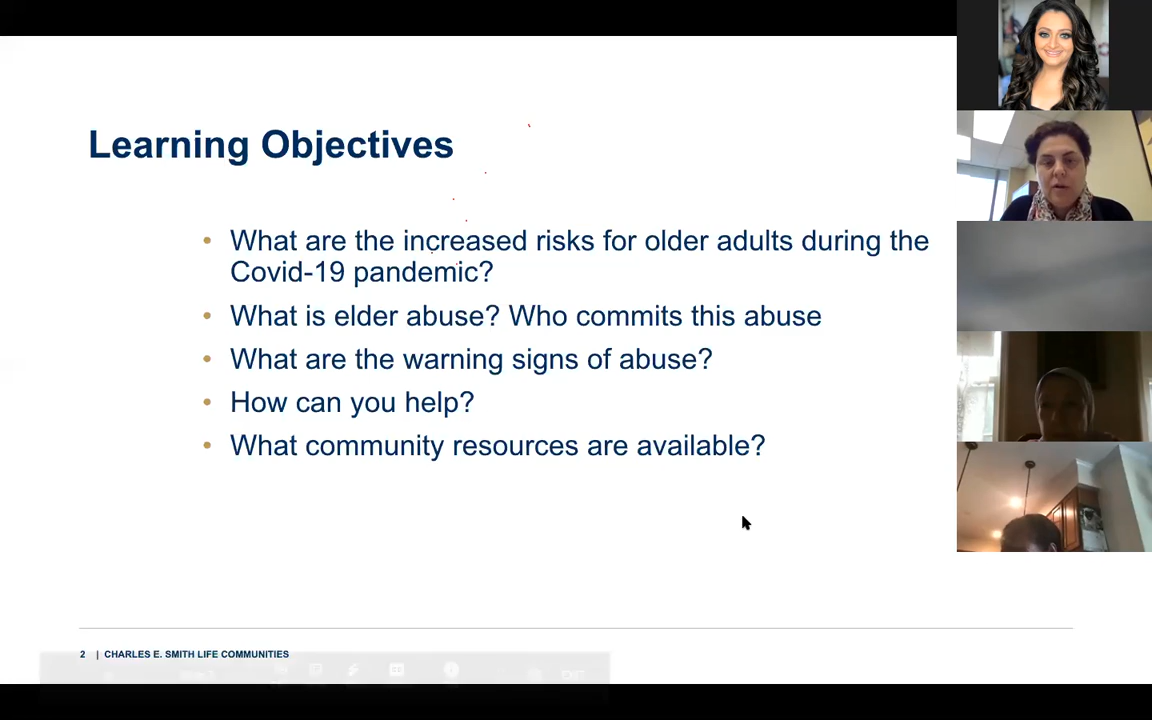 Learning Objectives
• What are the increased risks for older adults during the
Covid-19 pandemic?
• What is elder abuse? Who commits this abuse
• What are the warning signs of abuse?
• How can you help?
• What community resources are available?
2 | CHARLES E. SMITH LIFE COMMUNITIES